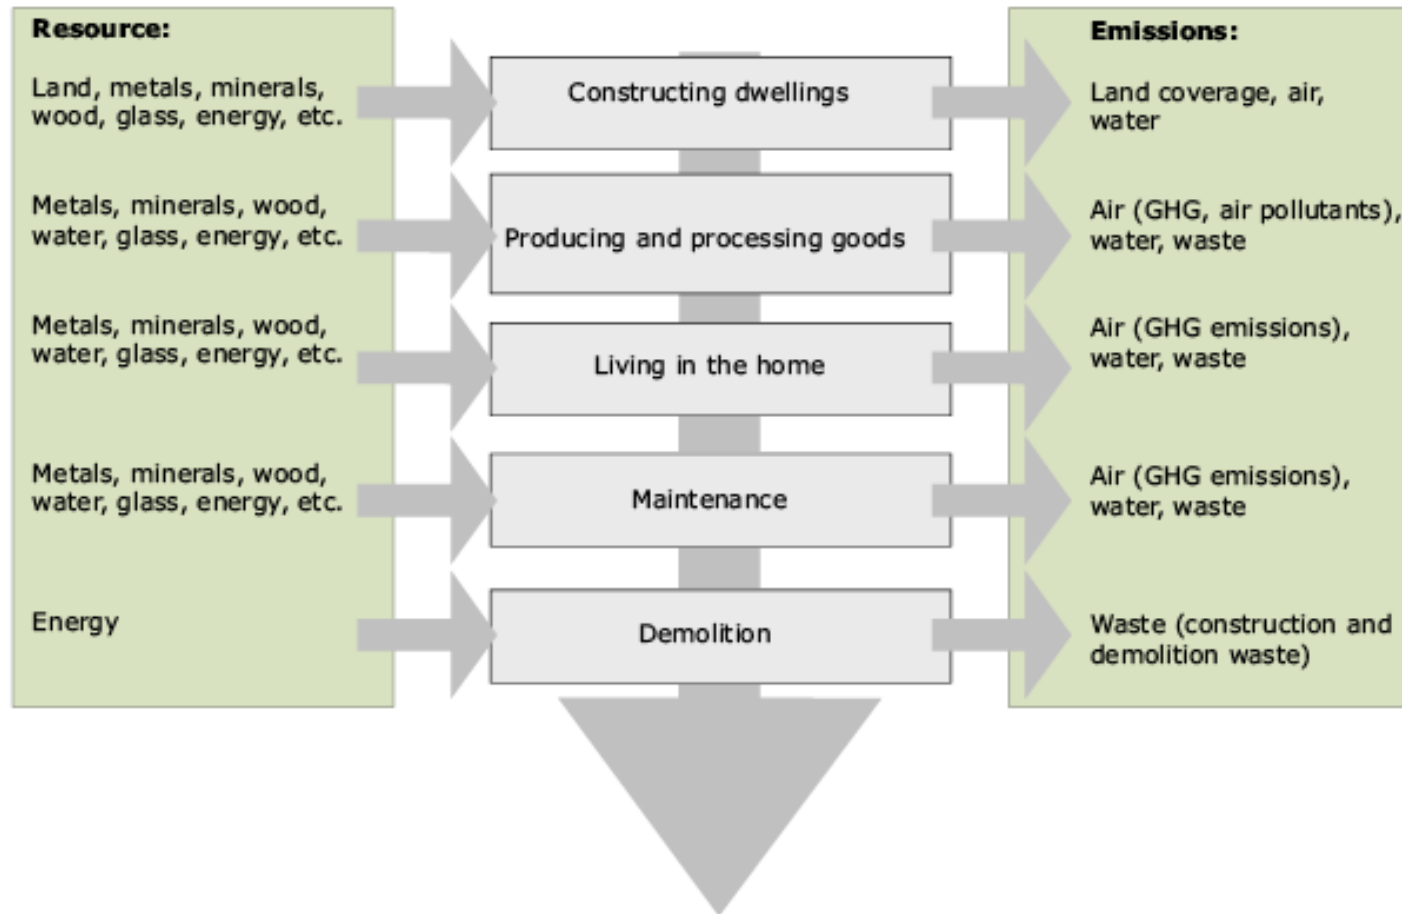 Resource:
Land, metals, minerals,
wood, glass, energy, etc.
Constructing dwellings
Emissions:
Land coverage, air,
water
Metals, minerals, wood,
water, glass, energy, etc.
Producing and processing goods
Air (GHG, air pollutants),
water, waste
Metals, minerals, wood,
water, glass, energy, etc.
Living in the home
Air (GHG emissions),
water, waste
Metals, minerals, wood,
water, glass, energy, etc.
Maintenance
Air (GHG emissions),
water, waste
Energy
Demolition
Waste (construction and
demolition waste)